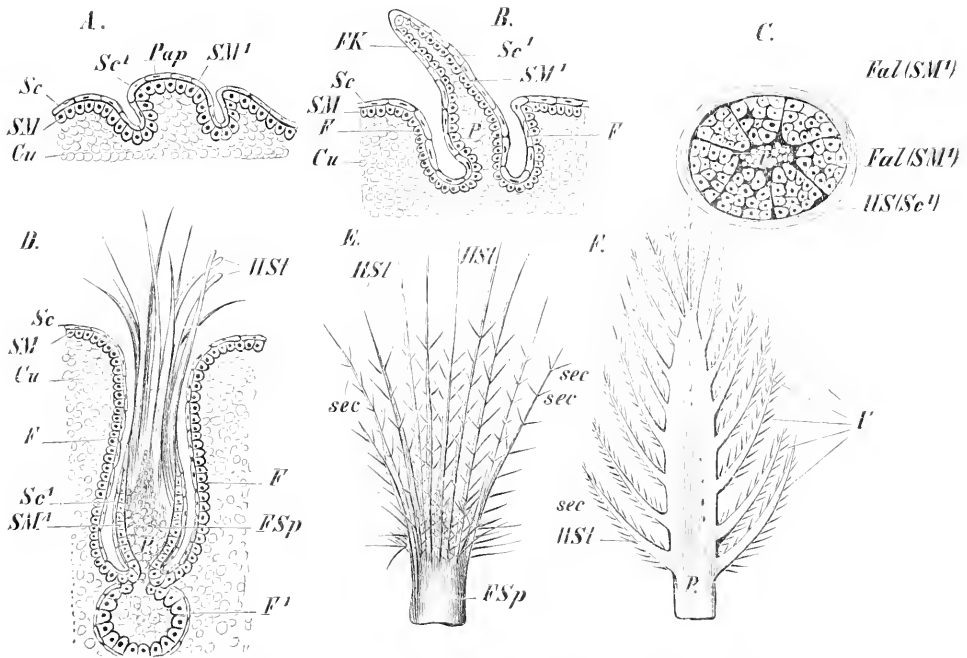 A.
Pap
SM¹
Sc¹
Sc
SM
Cu
B.
FK
Sc¹
SM¹
Sc
SM
F
P.
F
Cu
C.
Fal (SM¹)
P.
Fal (SM¹)
HS (Sc¹)
D.
HSt
Sc
SM
Cu
F
F
Sc¹
SM¹
FSp
P.
F¹
E.
HSt
HSt
sec
sec
sec
FSp
F.
V
sec
HSt
P.